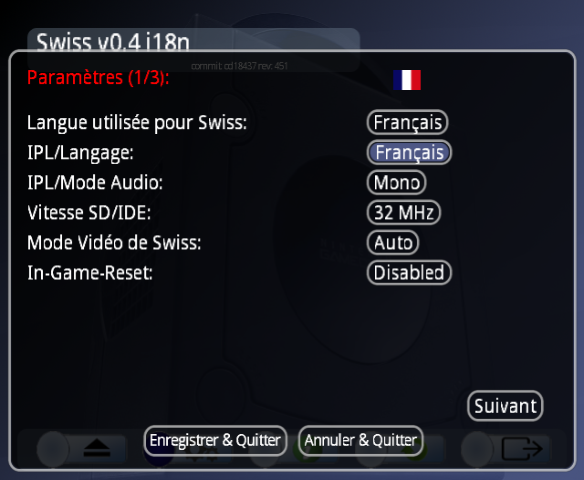 Swiss v0.4 i18n
commit: cd18437 rev: 451
Paramètres (1/3):
Langue utilisée pour Swiss: Français
IPL/Langage: Français
IPL/Mode Audio: Mono
Vitesse SD/IDE: 32 MHz
Mode Vidéo de Swiss: Auto
In-Game-Reset: Disabled
Suivant
Enregistrer & Quitter Annuler & Quitter